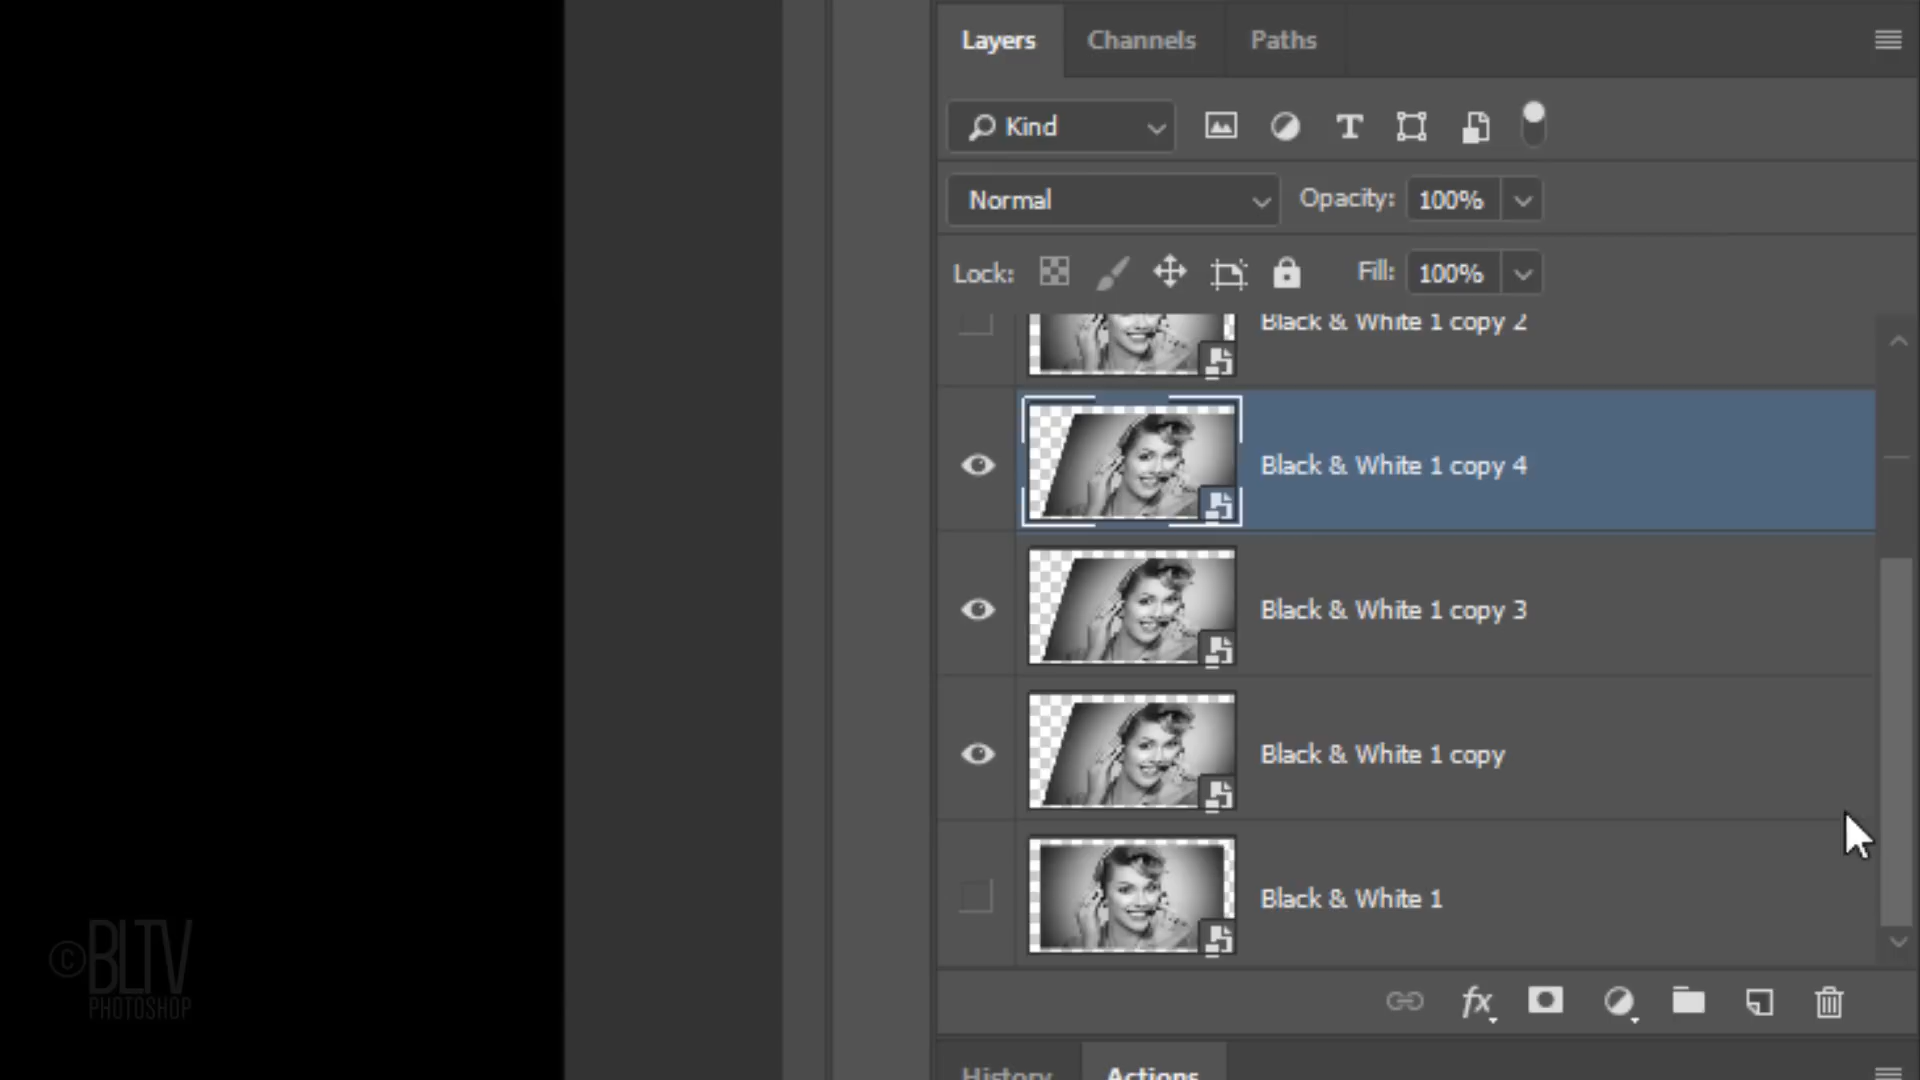 Layers Channels Paths
Kind
Normal Opacity: 100%
Lock: Fill: 100%
Black & White 1 copy 2
Black & White 1 copy 4
Black & White 1 copy 3
Black & White 1 copy
Black & White 1
fx
History Actions
© BLTV
PHOTOSHOP